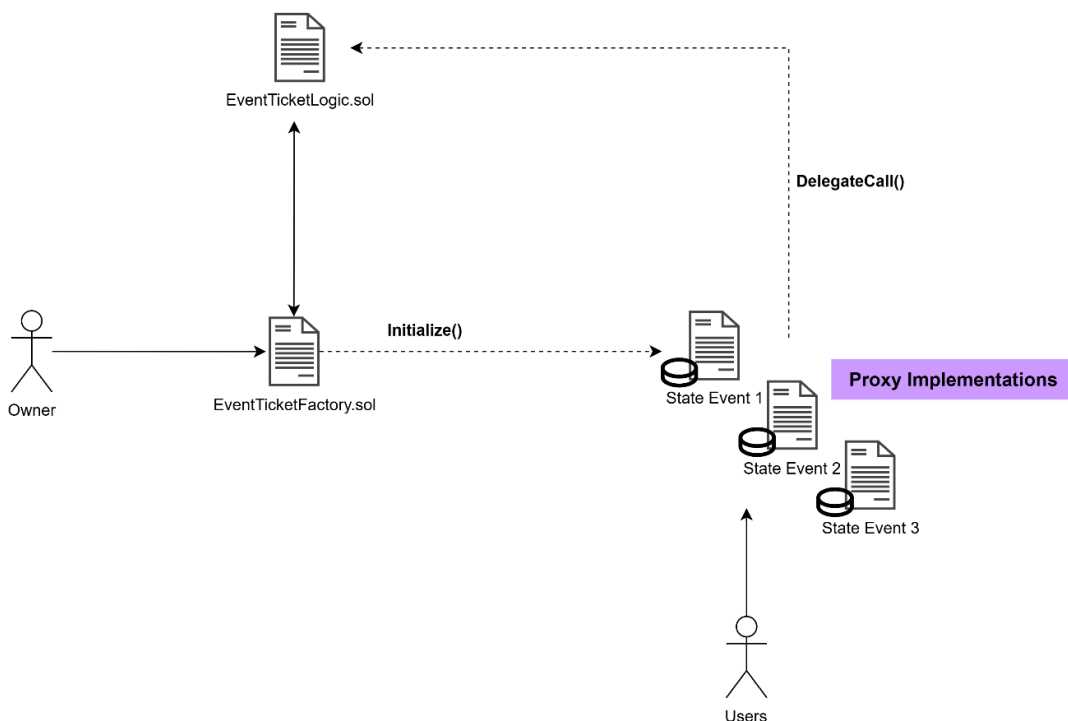 EventTicketLogic.sol
DelegateCall()
Initialize()
Owner
EventTicketFactory.sol
State Event 1
Proxy Implementations
State Event 2
State Event 3
Users